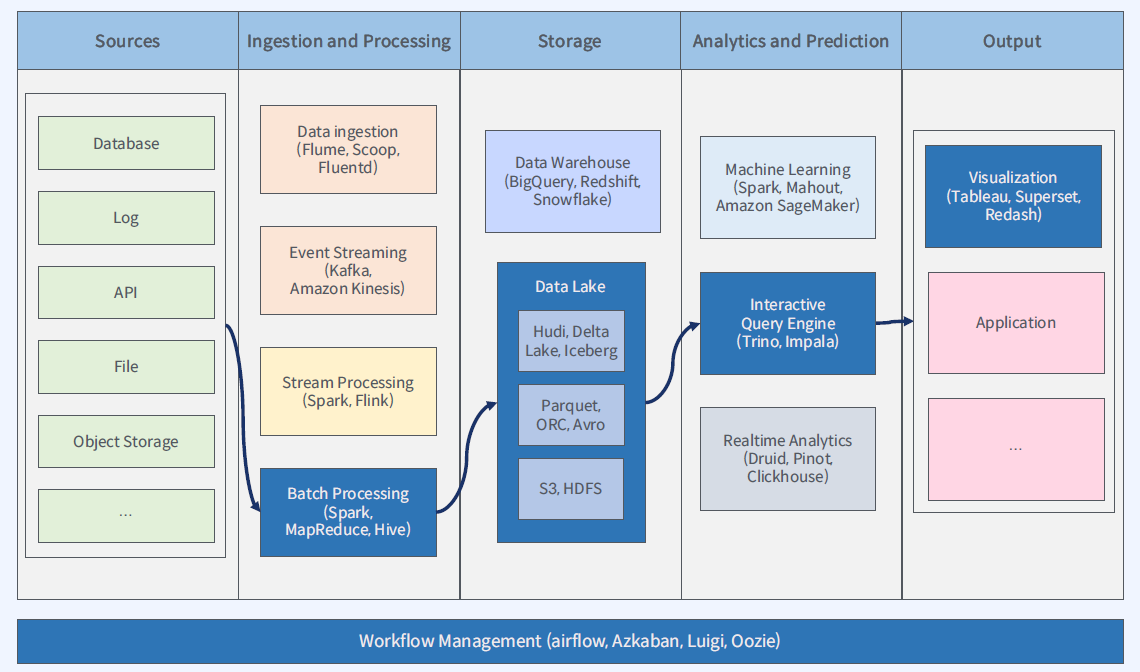 Sources
Ingestion and Processing
Storage
Analytics and Prediction
Output
Database
Log
API
File
Object Storage
...
Data ingestion
(Flume, Scoop,
Fluentd)
Event Streaming
(Kafka,
Amazon Kinesis)
Stream Processing
(Spark, Flink)
Batch Processing
(Spark,
MapReduce, Hive)
Data Warehouse
(BigQuery, Redshift,
Snowflake)
Data Lake
Hudi, Delta
Lake, Iceberg
Parquet,
ORC, Avro
S3, HDFS
Machine Learning
(Spark, Mahout,
Amazon SageMaker)
Interactive
Query Engine
(Trino, Impala)
Realtime Analytics
(Druid, Pinot,
Clickhouse)
Visualization
(Tableau, Superset,
Redash)
Application
...
Workflow Management (airflow, Azkaban, Luigi, Oozie)